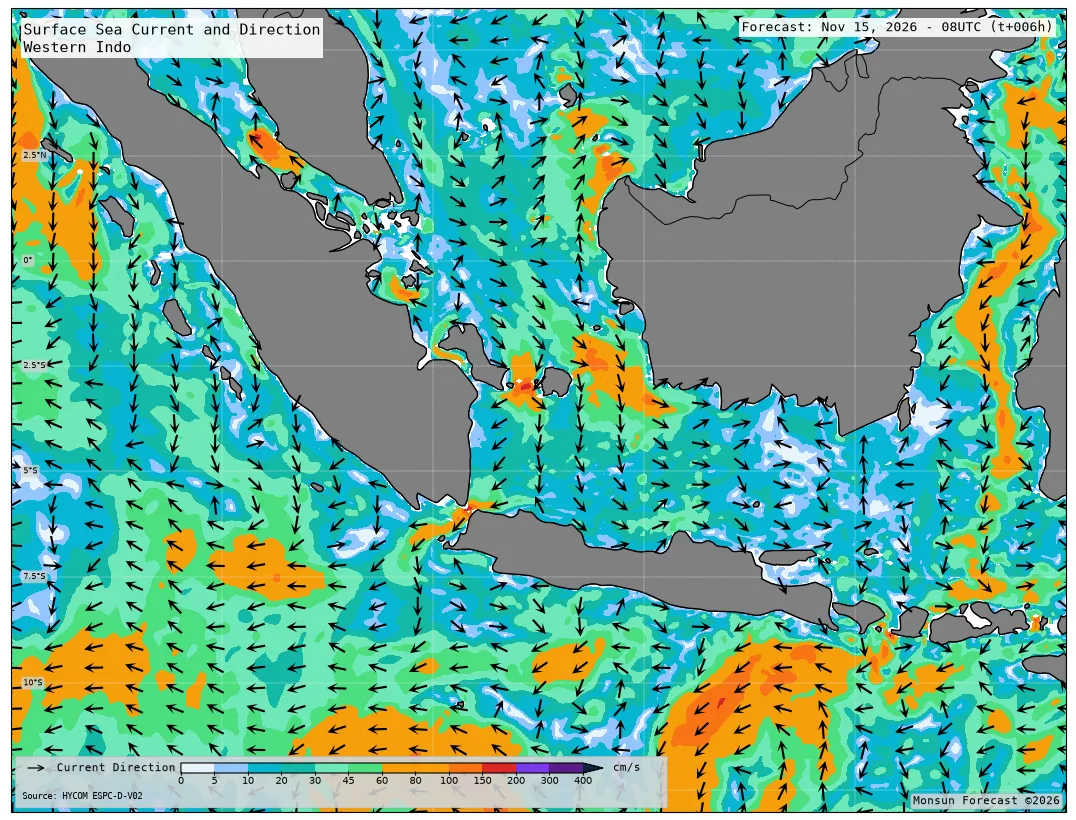 Surface Sea Current and Direction
Western Indo
Forecast: Nov 15, 2026 - 08UTC (t+006h)
2.5°N
0°
2.5°S
5°S
7.5°S
10°S
Current Direction
0 5 10 20 30 45 60 80 100 150 200 300 400 cm/s
Source: HYCOM ESPC-D-V02
Monsun Forecast ©2026